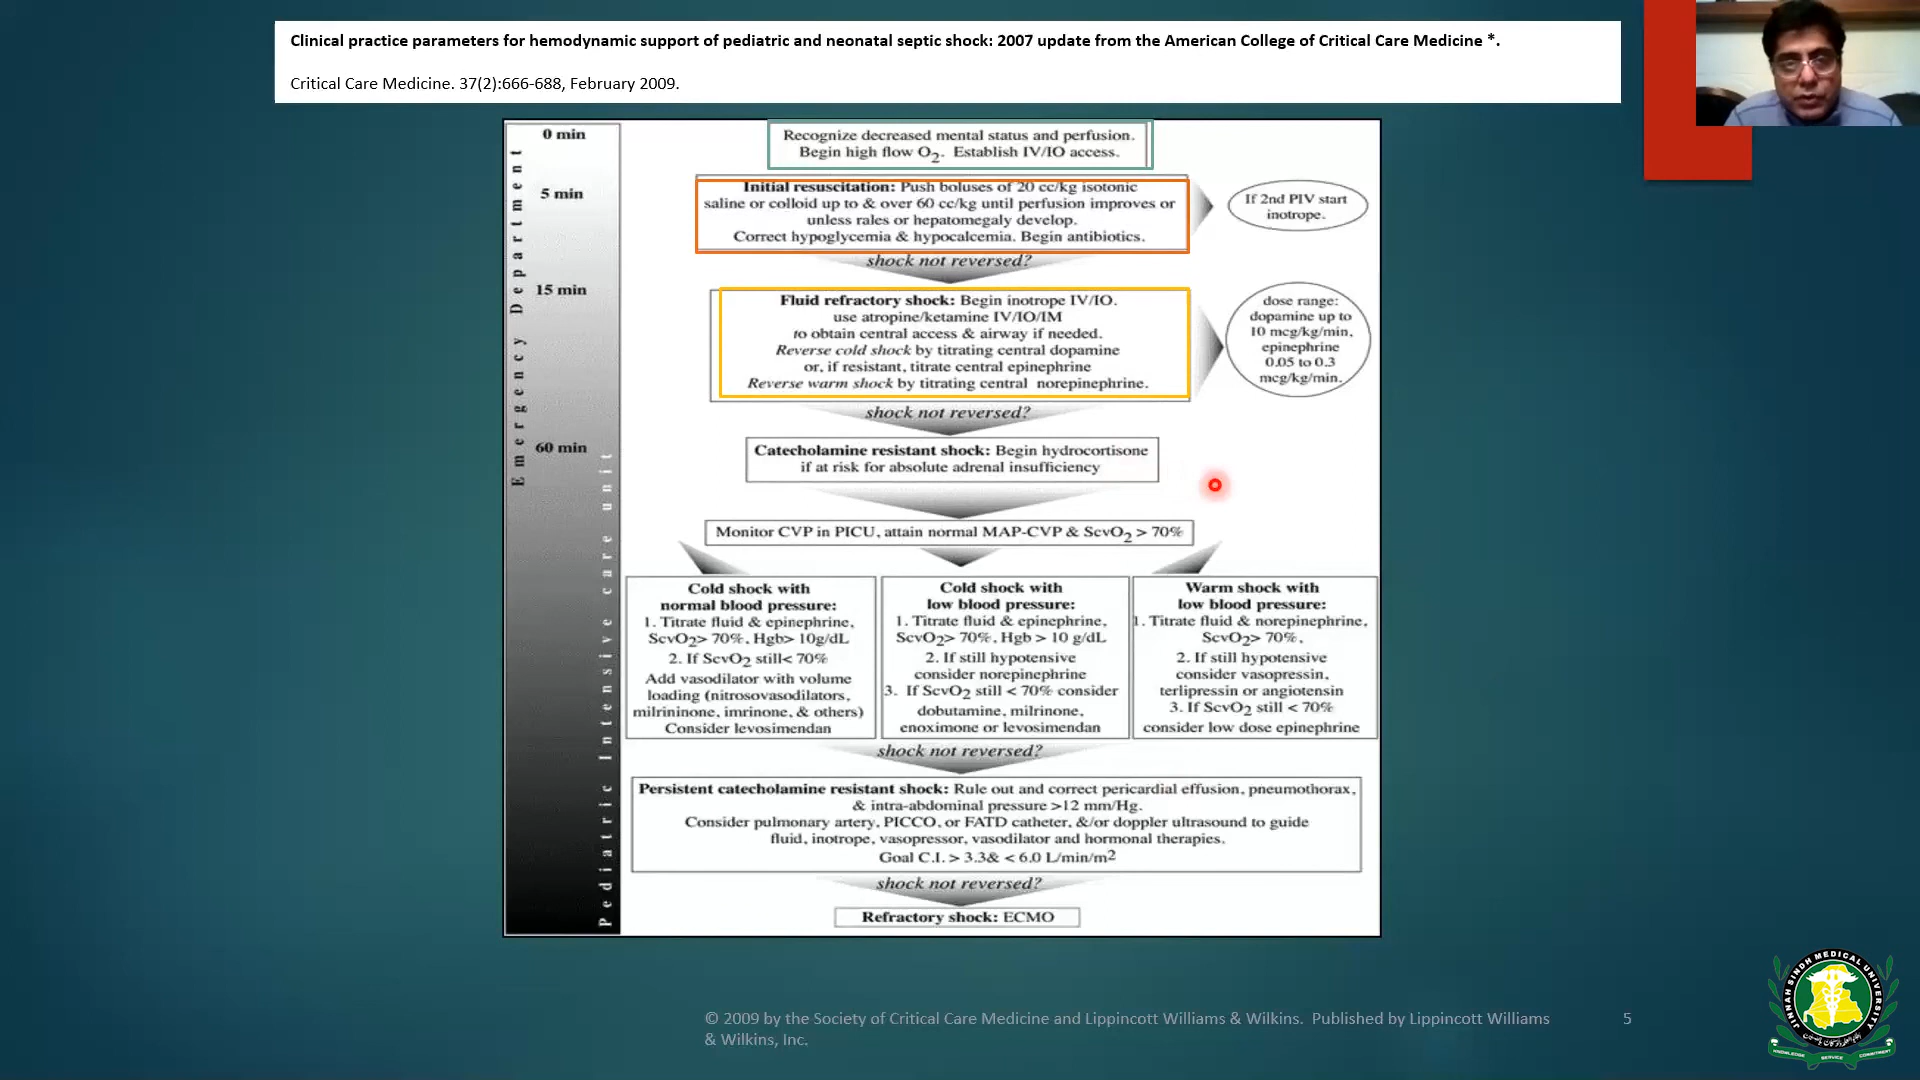 Clinical practice parameters for hemodynamic support of pediatric and neonatal septic shock: 2007 update from the American College of Critical Care Medicine *.
Critical Care Medicine. 37(2):666-688, February 2009.
Emergency Department
Pediatric Intensive care unit
0 min
Recognize decreased mental status and perfusion.
Begin high flow O2. Establish IV/IO access.
5 min
Initial resuscitation: Push boluses of 20 cc/kg isotonic
saline or colloid up to & over 60 cc/kg until perfusion improves or
unless rales or hepatomegaly develop.
Correct hypoglycemia & hypocalcemia. Begin antibiotics.
If 2nd PIV start
inotrope.
shock not reversed?
15 min
Fluid refractory shock: Begin inotrope IV/IO.
use atropine/ketamine IV/IO/IM
to obtain central access & airway if needed.
Reverse cold shock by titrating central dopamine
or, if resistant, titrate central epinephrine
Reverse warm shock by titrating central norepinephrine.
dose range:
dopamine up to
10 mcg/kg/min,
epinephrine
0.05 to 0.3
mcg/kg/min.
shock not reversed?
60 min
Catecholamine resistant shock: Begin hydrocortisone
if at risk for absolute adrenal insufficiency
Monitor CVP in PICU, attain normal MAP-CVP & ScvO2 > 70%
Cold shock with
normal blood pressure:
1. Titrate fluid & epinephrine,
ScvO2> 70%, Hgb> 10g/dL
2. If ScvO2 still< 70%
Add vasodilator with volume
loading (nitrosovasodilators,
milrininone, imrinone, & others)
Consider levosimendan
Cold shock with
low blood pressure:
1. Titrate fluid & epinephrine,
ScvO2> 70%, Hgb > 10 g/dL
2. If still hypotensive
consider norepinephrine
3. If ScvO2 still < 70% consider
dobutamine, milrinone,
enoximone or levosimendan
Warm shock with
low blood pressure:
1. Titrate fluid & norepinephrine,
ScvO2> 70%,
2. If still hypotensive
consider vasopressin,
terlipressin or angiotensin
3. If ScvO2 still < 70%
consider low dose epinephrine
shock not reversed?
Persistent catecholamine resistant shock: Rule out and correct pericardial effusion, pneumothorax,
& intra-abdominal pressure >12 mm/Hg.
Consider pulmonary artery, PICCO, or FATD catheter, &/or doppler ultrasound to guide
fluid, inotrope, vasopressor, vasodilator and hormonal therapies.
Goal C.I. > 3.3& < 6.0 L/min/m2
shock not reversed?
Refractory shock: ECMO
© 2009 by the Society of Critical Care Medicine and Lippincott Williams & Wilkins. Published by Lippincott Williams
& Wilkins, Inc.
5
JINNAH SINDH MEDICAL UNIVERSITY
KNOWLEDGE SERVICE COMMITMENT